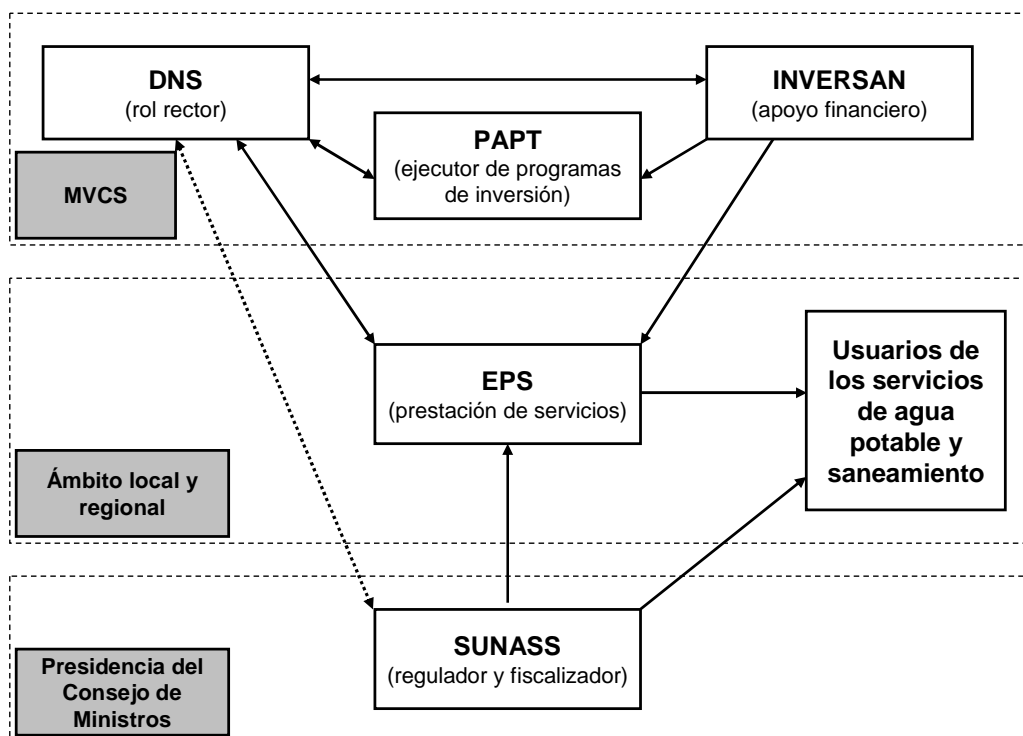 DNS
(rol rector)
INVERSAN
(apoyo financiero)
PAPT
(ejecutor de programas
de inversión)
MVCS
EPS
(prestación de servicios)
Usuarios de
los servicios
de agua
potable y
saneamiento
Ámbito local y
regional
SUNASS
(regulador y fiscalizador)
Presidencia del
Consejo de
Ministros